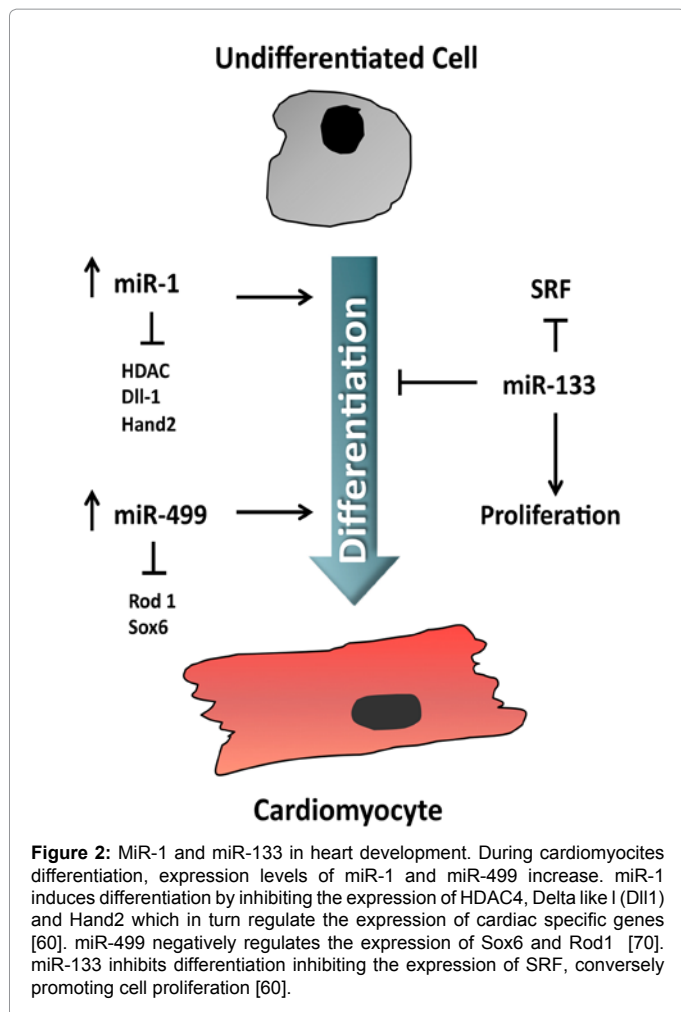 Undifferentiated Cell
miR-1
HDAC
Dll-1
Hand2
miR-499
Rod 1
Sox6
Differentiation
SRF
miR-133
Proliferation
Cardiomyocyte
Figure 2: MiR-1 and miR-133 in heart development. During cardiomyocites
differentiation, expression levels of miR-1 and miR-499 increase. miR-1
induces differentiation by inhibiting the expression of HDAC4, Delta like I (Dll1)
and Hand2 which in turn regulate the expression of cardiac specific genes
[60]. miR-499 negatively regulates the expression of Sox6 and Rod1 [70].
miR-133 inhibits differentiation inhibiting the expression of SRF, conversely
promoting cell proliferation [60].